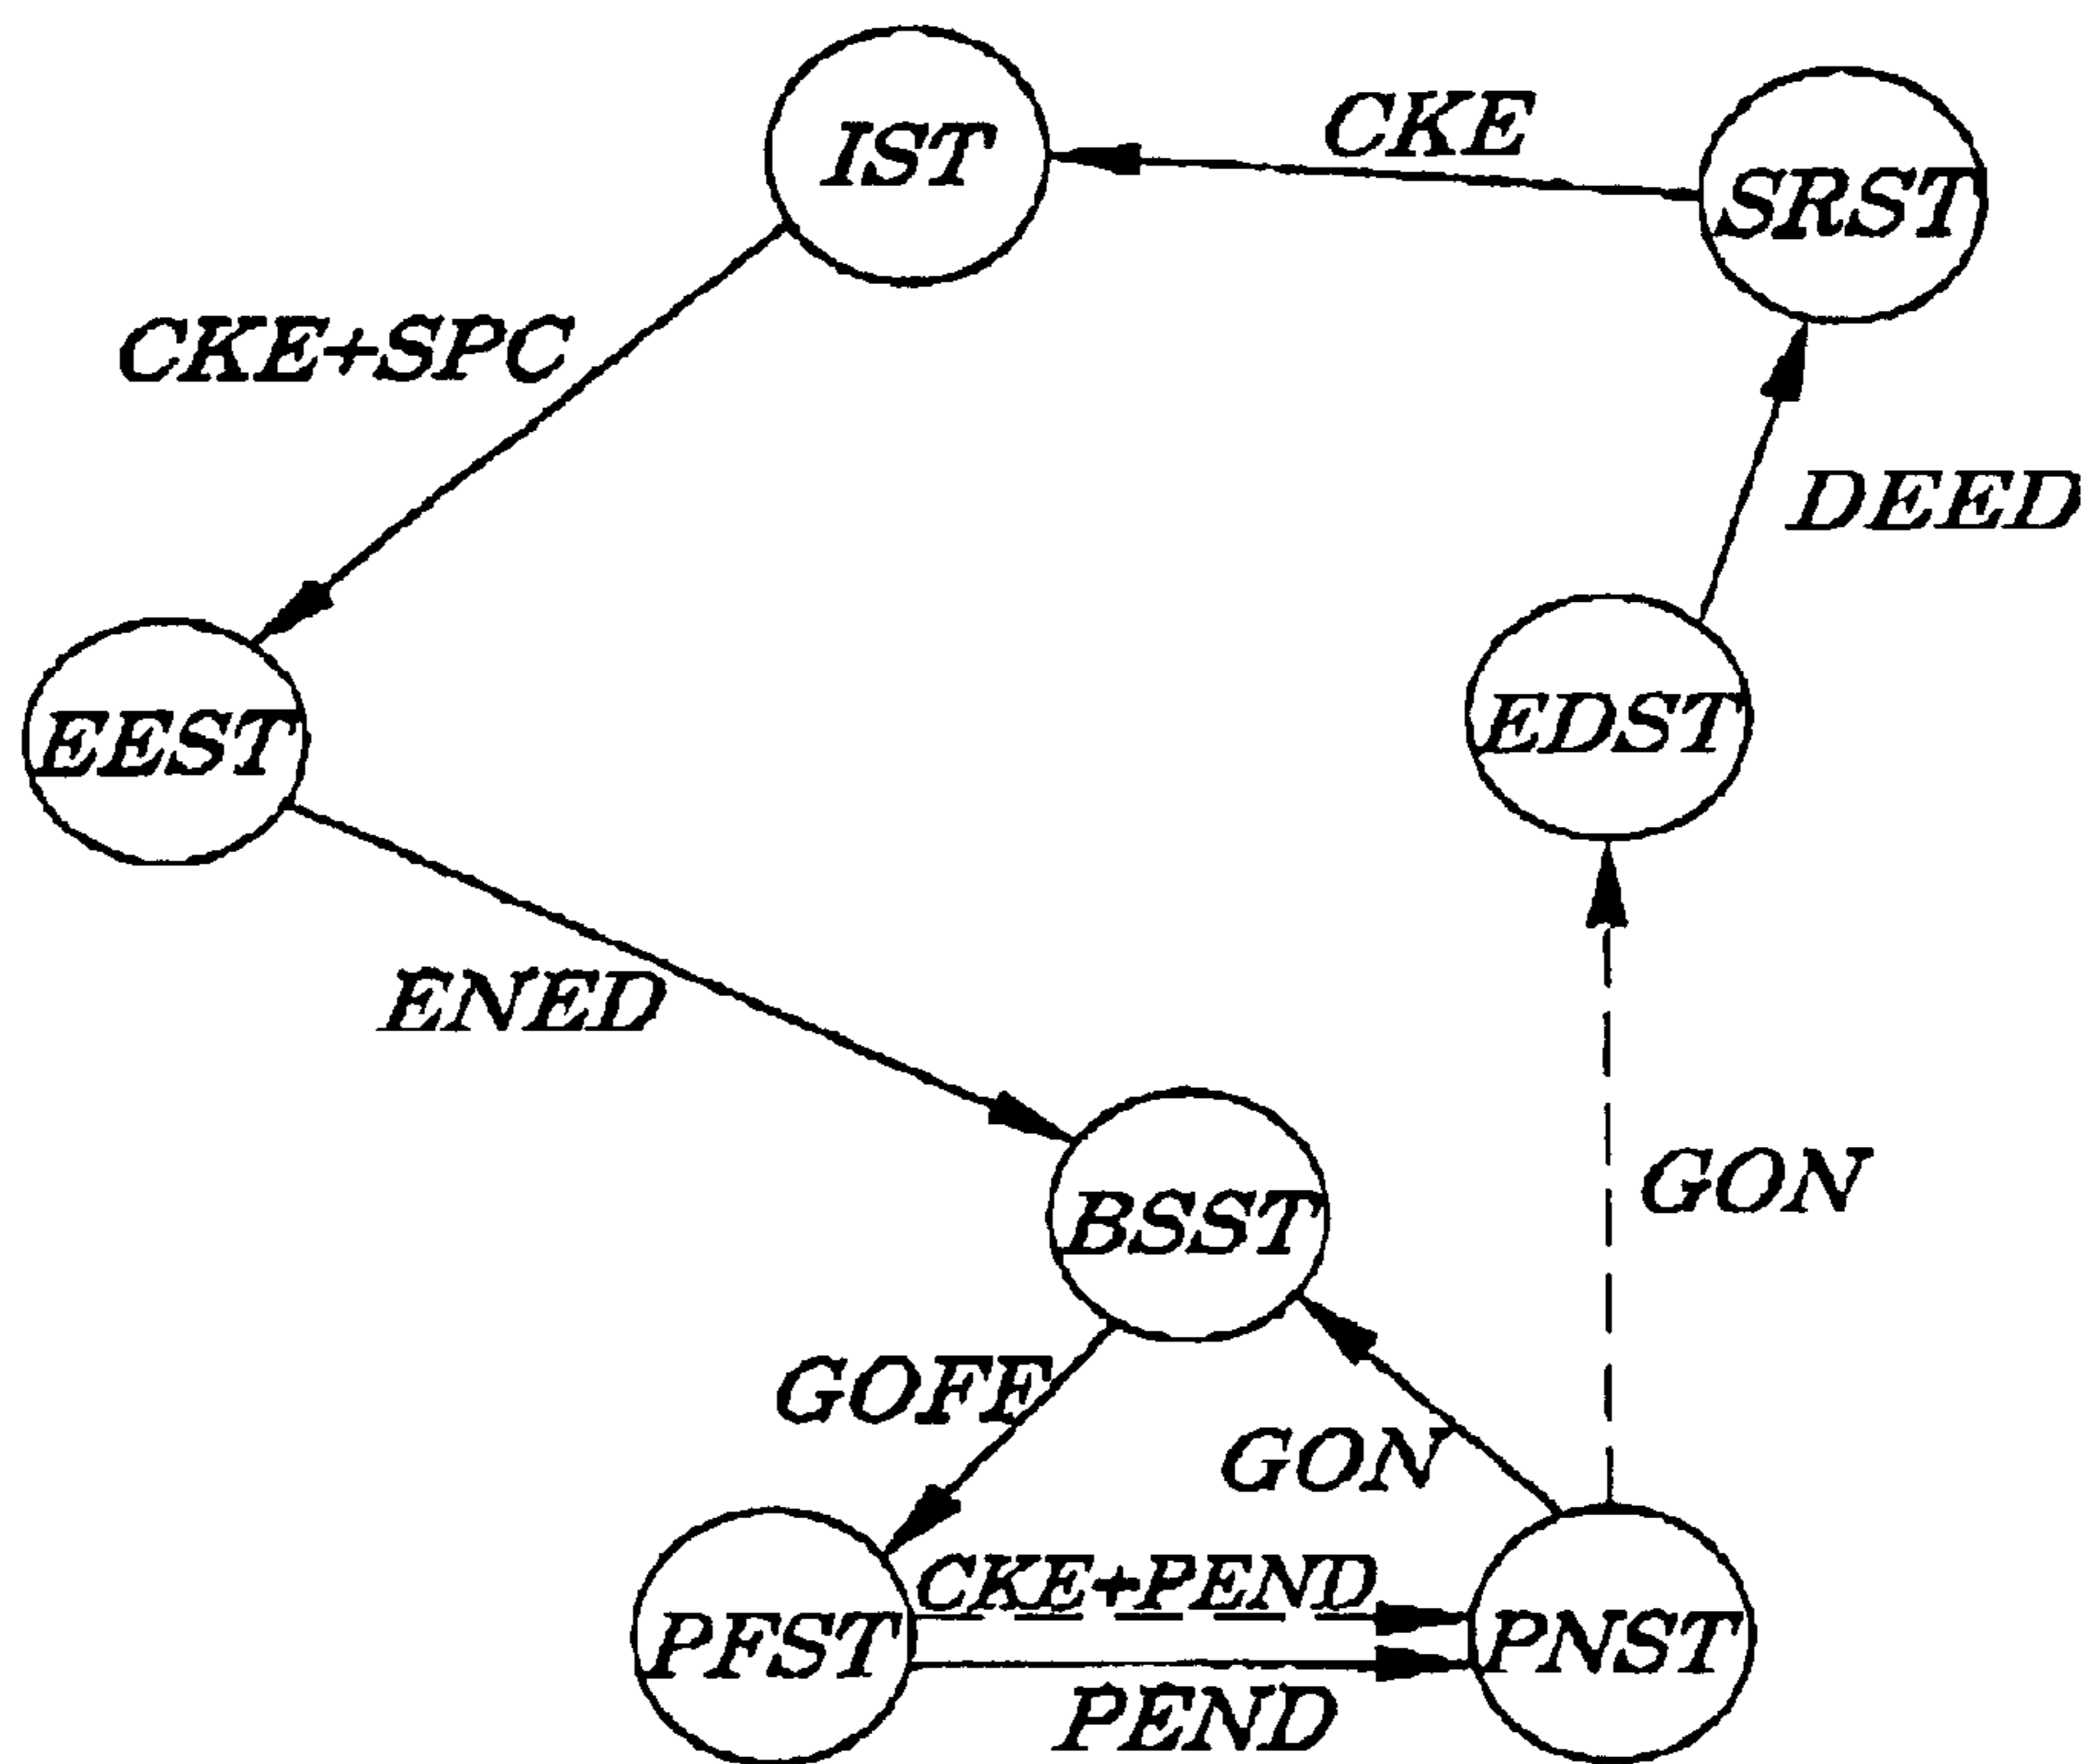 IST
CKE
SRST
CKE+SPC
DEED
EEST
EDST
ENED
GON
BSST
GOFF
GON
CKE+PEND
PFST
PNST
PEND